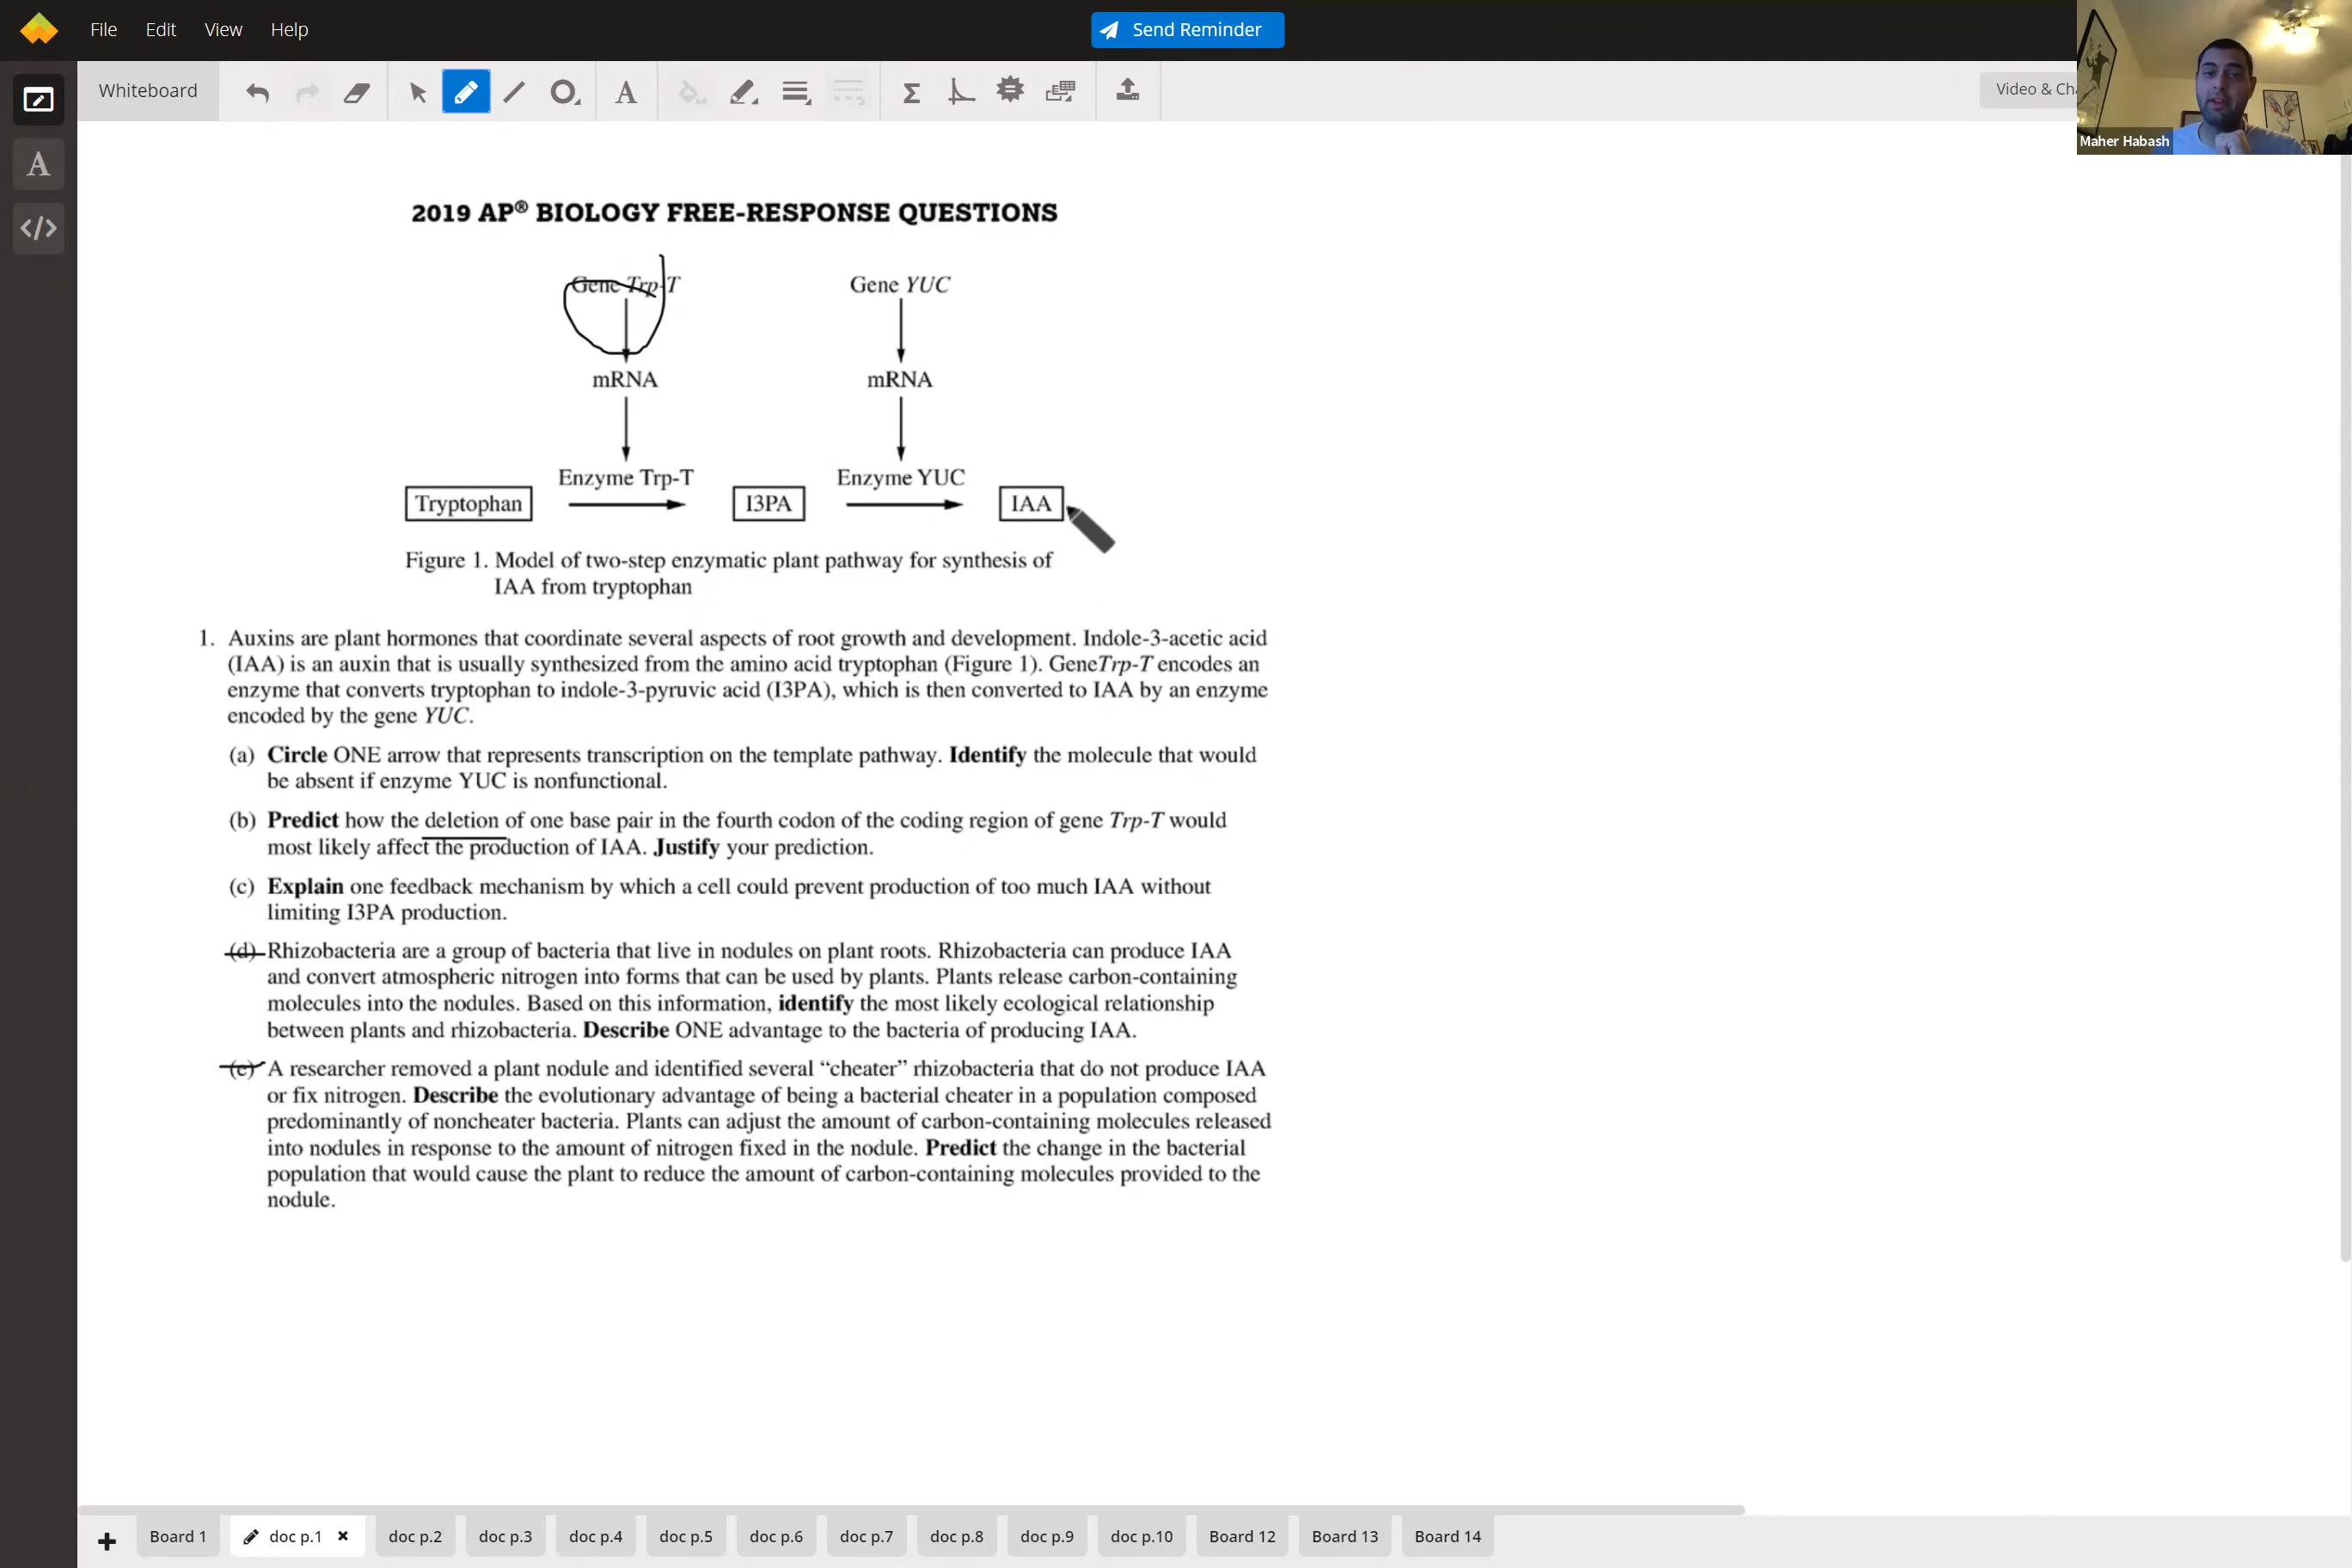 File Edit View Help
Send Reminder
Whiteboard
A
Σ
Video & Cha
Maher Habash
A
</>
2019 AP® BIOLOGY FREE-RESPONSE QUESTIONS
Gene Trp-T Gene YUC
mRNA mRNA
Enzyme Trp-T Enzyme YUC
Tryptophan I3PA IAA
Figure 1. Model of two-step enzymatic plant pathway for synthesis of
IAA from tryptophan
1. Auxins are plant hormones that coordinate several aspects of root growth and development. Indole-3-acetic acid
(IAA) is an auxin that is usually synthesized from the amino acid tryptophan (Figure 1). GeneTrp-T encodes an
enzyme that converts tryptophan to indole-3-pyruvic acid (I3PA), which is then converted to IAA by an enzyme
encoded by the gene YUC.
(a) Circle ONE arrow that represents transcription on the template pathway. Identify the molecule that would
be absent if enzyme YUC is nonfunctional.
(b) Predict how the deletion of one base pair in the fourth codon of the coding region of gene Trp-T would
most likely affect the production of IAA. Justify your prediction.
(c) Explain one feedback mechanism by which a cell could prevent production of too much IAA without
limiting I3PA production.
(d) Rhizobacteria are a group of bacteria that live in nodules on plant roots. Rhizobacteria can produce IAA
and convert atmospheric nitrogen into forms that can be used by plants. Plants release carbon-containing
molecules into the nodules. Based on this information, identify the most likely ecological relationship
between plants and rhizobacteria. Describe ONE advantage to the bacteria of producing IAA.
(e) A researcher removed a plant nodule and identified several “cheater” rhizobacteria that do not produce IAA
or fix nitrogen. Describe the evolutionary advantage of being a bacterial cheater in a population composed
predominantly of noncheater bacteria. Plants can adjust the amount of carbon-containing molecules released
into nodules in response to the amount of nitrogen fixed in the nodule. Predict the change in the bacterial
population that would cause the plant to reduce the amount of carbon-containing molecules provided to the
nodule.
Board 1 doc p.1 doc p.2 doc p.3 doc p.4 doc p.5 doc p.6 doc p.7 doc p.8 doc p.9 doc p.10 Board 12 Board 13 Board 14